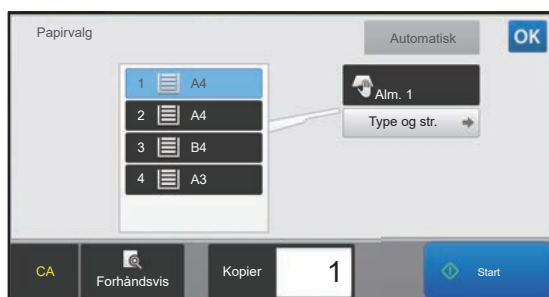 Papirvalg
Automatisk
OK
1 A4
2 A4
3 B4
4 A3
Alm. 1
Type og str.
CA
Forhåndsvis
Kopier
1
Start